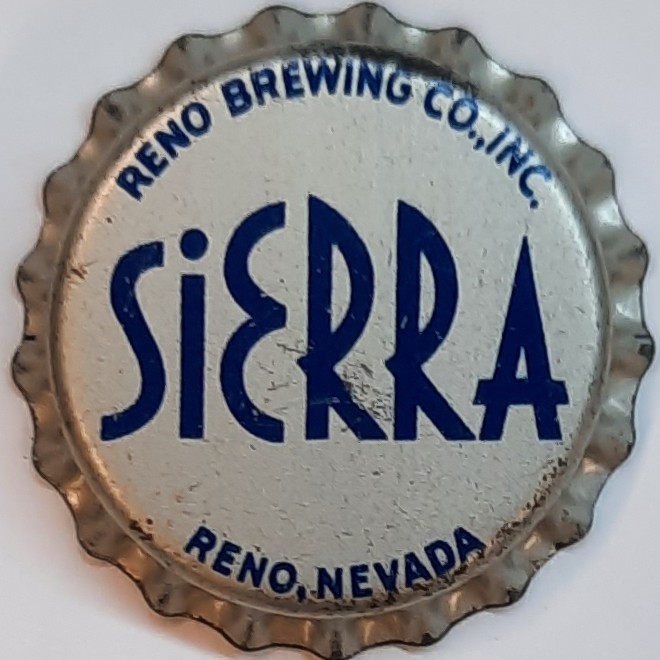 RENO BREWING CO., INC.
SiERRA
RENO, NEVADA